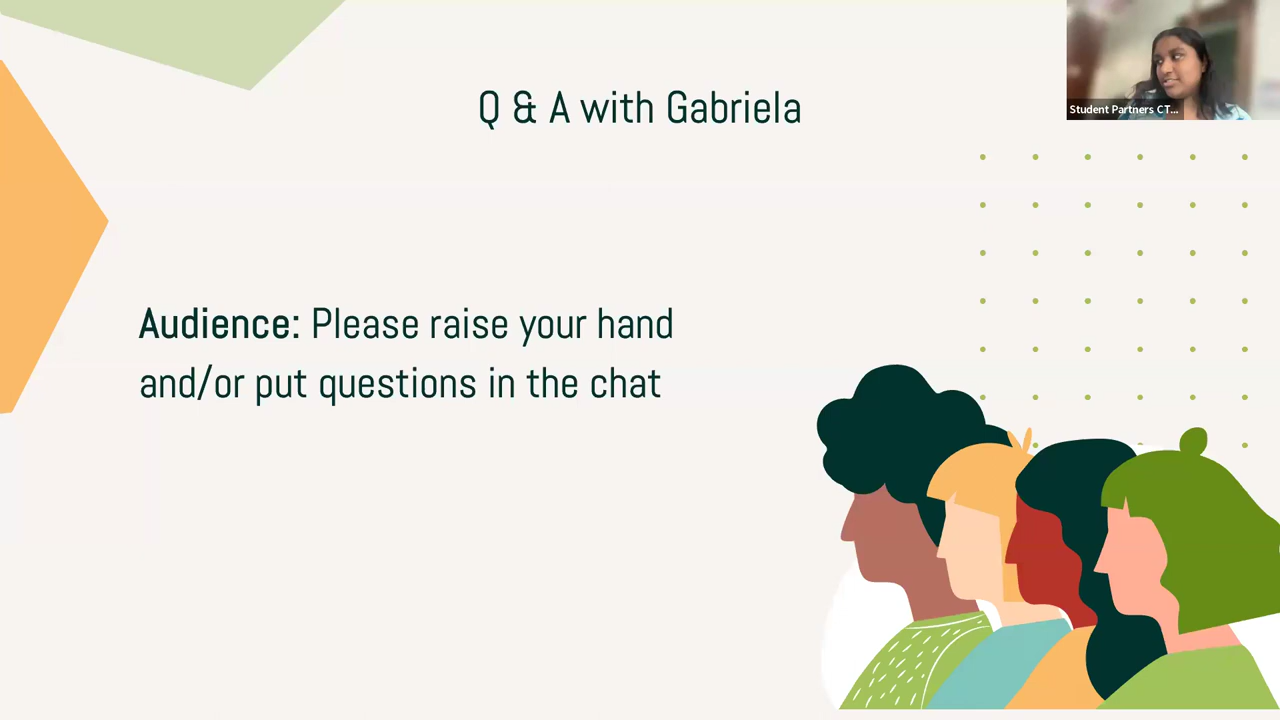 Q & A with Gabriela
Student Partners CT...
Audience: Please raise your hand
and/or put questions in the chat